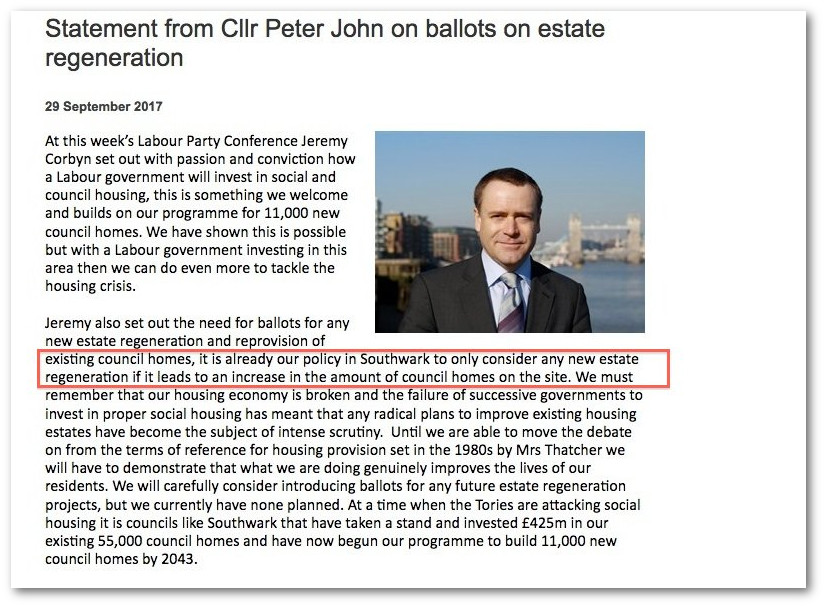 Statement from Cllr Peter John on ballots on estate
regeneration
29 September 2017
At this week's Labour Party Conference Jeremy
Corbyn set out with passion and conviction how
a Labour government will invest in social and
council housing, this is something we welcome
and builds on our programme for 11,000 new
council homes. We have shown this is possible
but with a Labour government investing in this
area then we can do even more to tackle the
housing crisis.
Jeremy also set out the need for ballots for any
new estate regeneration and reprovision of
existing council homes, it is already our policy in Southwark to only consider any new estate
regeneration if it leads to an increase in the amount of council homes on the site. We must
remember that our housing economy is broken and the failure of successive governments to
invest in proper social housing has meant that any radical plans to improve existing housing
estates have become the subject of intense scrutiny.  Until we are able to move the debate
on from the terms of reference for housing provision set in the 1980s by Mrs Thatcher we
will have to demonstrate that what we are doing genuinely improves the lives of our
residents. We will carefully consider introducing ballots for any future estate regeneration
projects, but we currently have none planned. At a time when the Tories are attacking social
housing it is councils like Southwark that have taken a stand and invested £425m in our
existing 55,000 council homes and have now begun our programme to build 11,000 new
council homes by 2043.